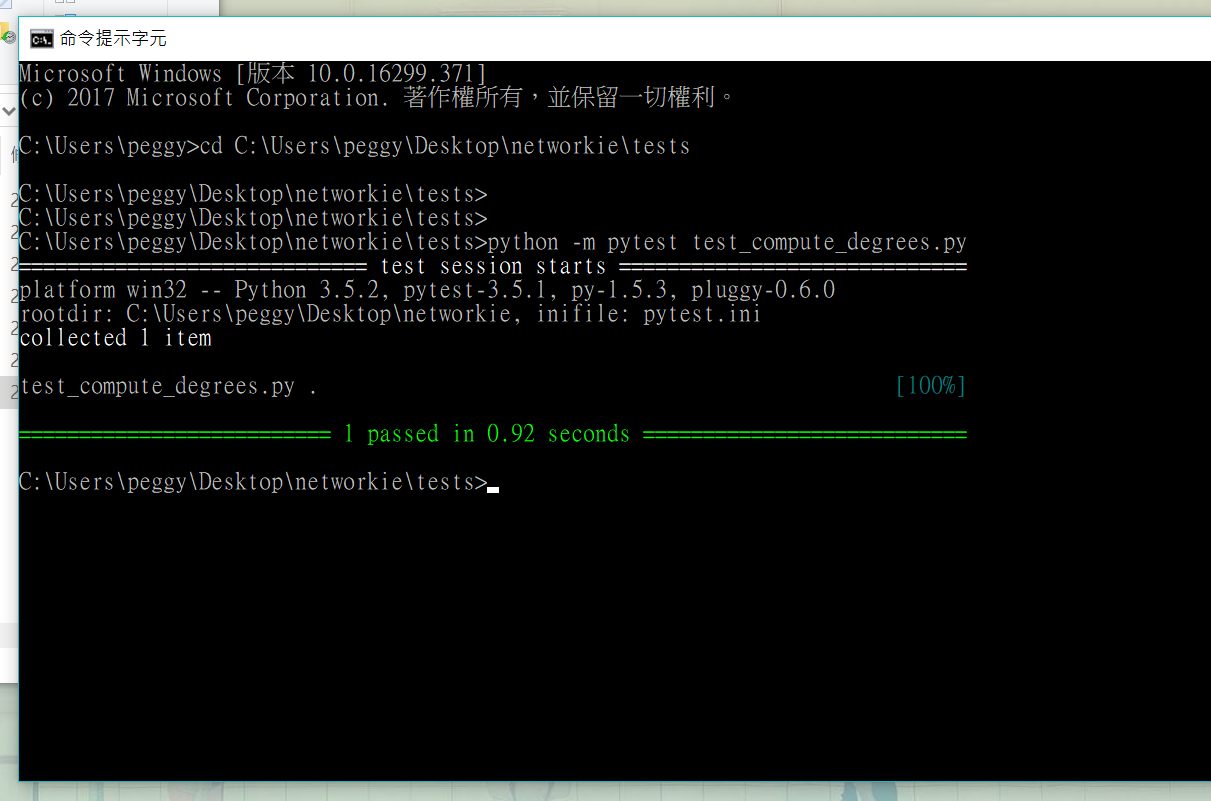 命令提示字元
Microsoft Windows [版本 10.0.16299.371]
(c) 2017 Microsoft Corporation. 著作權所有，並保留一切權利。
C:\Users\peggy>cd C:\Users\peggy\Desktop\networkie\tests
C:\Users\peggy\Desktop\networkie\tests>
C:\Users\peggy\Desktop\networkie\tests>
C:\Users\peggy\Desktop\networkie\tests>python -m pytest test_compute_degrees.py
============================= test session starts =============================
platform win32 -- Python 3.5.2, pytest-3.5.1, py-1.5.3, pluggy-0.6.0
rootdir: C:\Users\peggy\Desktop\networkie, inifile: pytest.ini
collected 1 item
test_compute_degrees.py . [100%]
========================== 1 passed in 0.92 seconds ===========================
C:\Users\peggy\Desktop\networkie\tests>